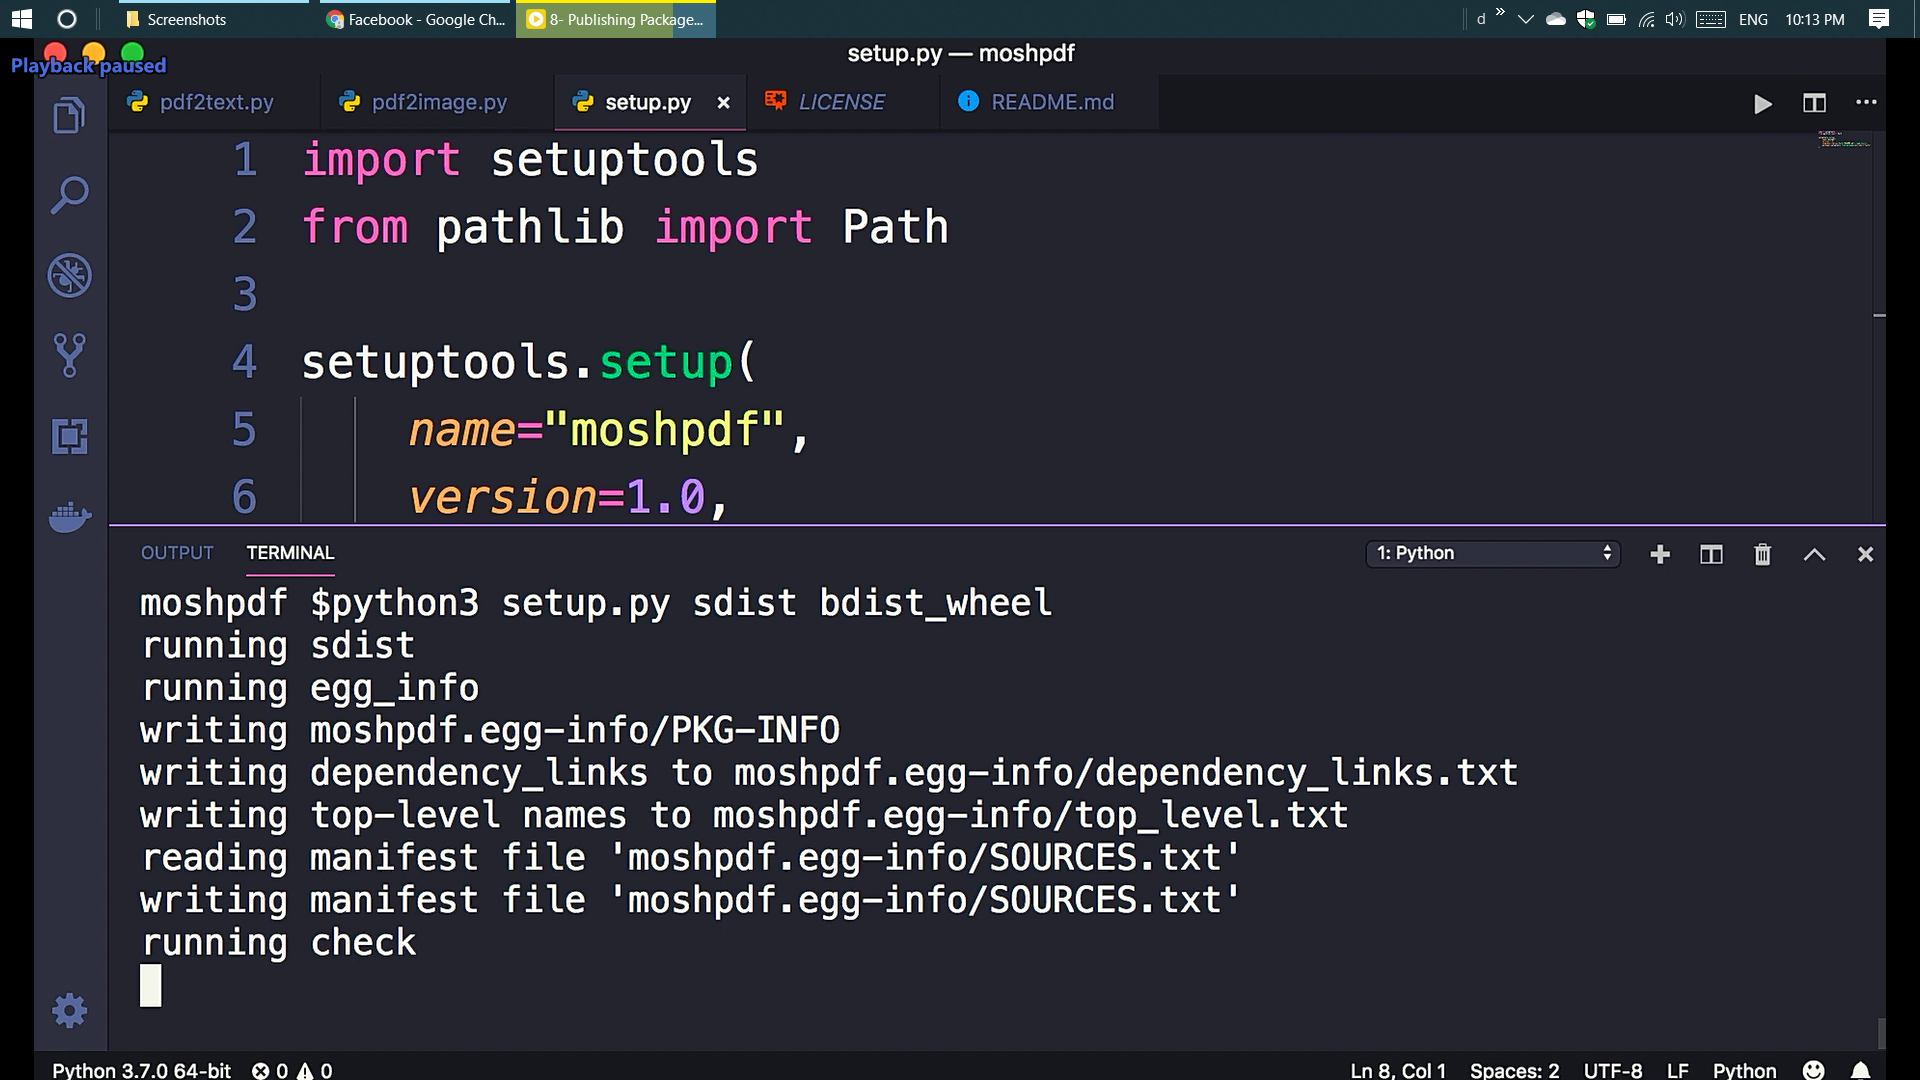 Screenshots
Facebook - Google Ch...
8- Publishing Package...
d »
ENG
10:13 PM
Playback paused
setup.py — moshpdf
pdf2text.py
pdf2image.py
setup.py ×
LICENSE
README.md
1 import setuptools
2 from pathlib import Path
3
4 setuptools.setup(
5 name="moshpdf",
6 version=1.0,
OUTPUT
TERMINAL
1: Python
moshpdf $python3 setup.py sdist bdist_wheel
running sdist
running egg_info
writing moshpdf.egg-info/PKG-INFO
writing dependency_links to moshpdf.egg-info/dependency_links.txt
writing top-level names to moshpdf.egg-info/top_level.txt
reading manifest file 'moshpdf.egg-info/SOURCES.txt'
writing manifest file 'moshpdf.egg-info/SOURCES.txt'
running check
Python 3.7.0 64-bit
0
0
Ln 8, Col 1
Spaces: 2
UTF-8
LF
Python